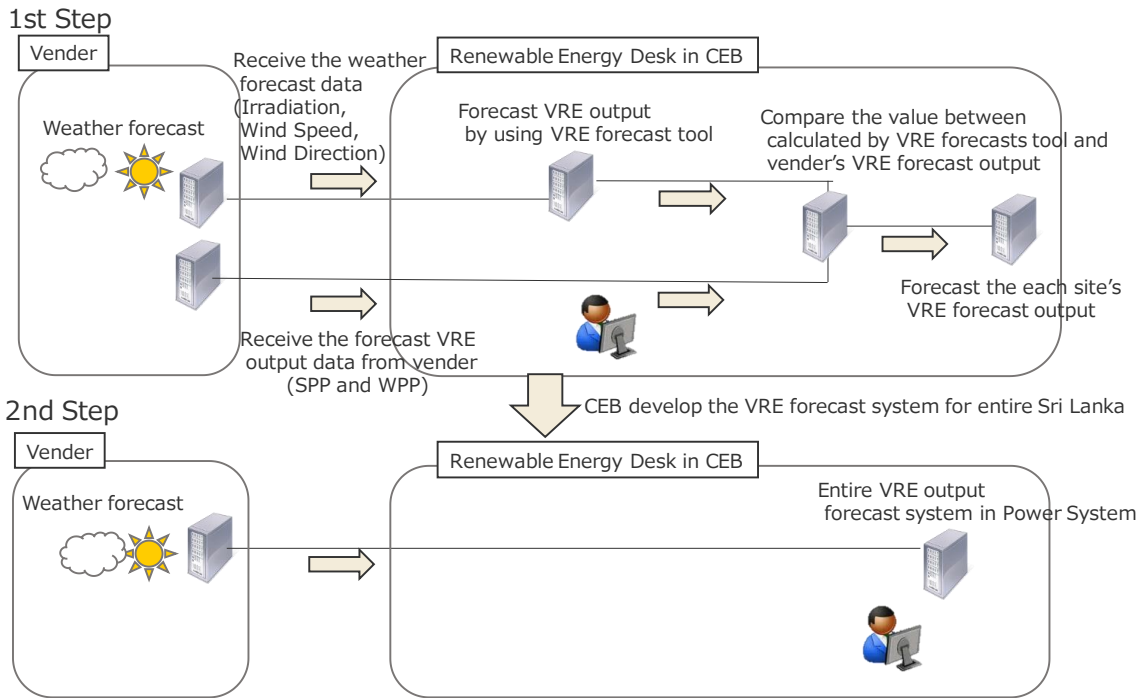 1st Step
Vender
Renewable Energy Desk in CEB
Receive the weather
forecast data
(Irradiation,
Wind Speed,
Wind Direction)
Weather forecast
Forecast VRE output
by using VRE forecast tool
Compare the value between
calculated by VRE forecasts tool and
vender's VRE forecast output
Forecast the each site's
VRE forecast output
Receive the forecast VRE
output data from vender
(SPP and WPP)
CEB develop the VRE forecast system for entire Sri Lanka
2nd Step
Vender
Renewable Energy Desk in CEB
Weather forecast
Entire VRE output
forecast system in Power System